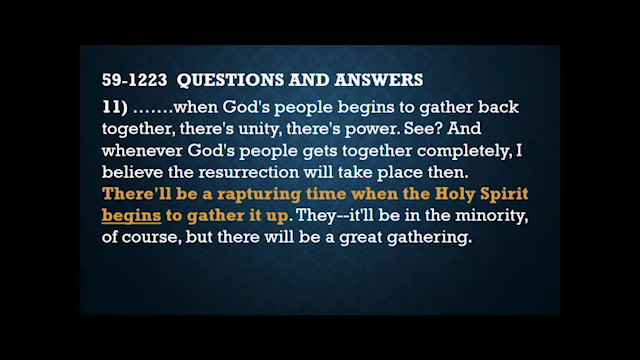 59-1223 QUESTIONS AND ANSWERS
11) .......when God's people begins to gather back
together, there's unity, there's power. See? And
whenever God's people gets together completely, I
believe the resurrection will take place then.
There'll be a rapturing time when the Holy Spirit
begins to gather it up. They--it'll be in the minority,
of course, but there will be a great gathering.